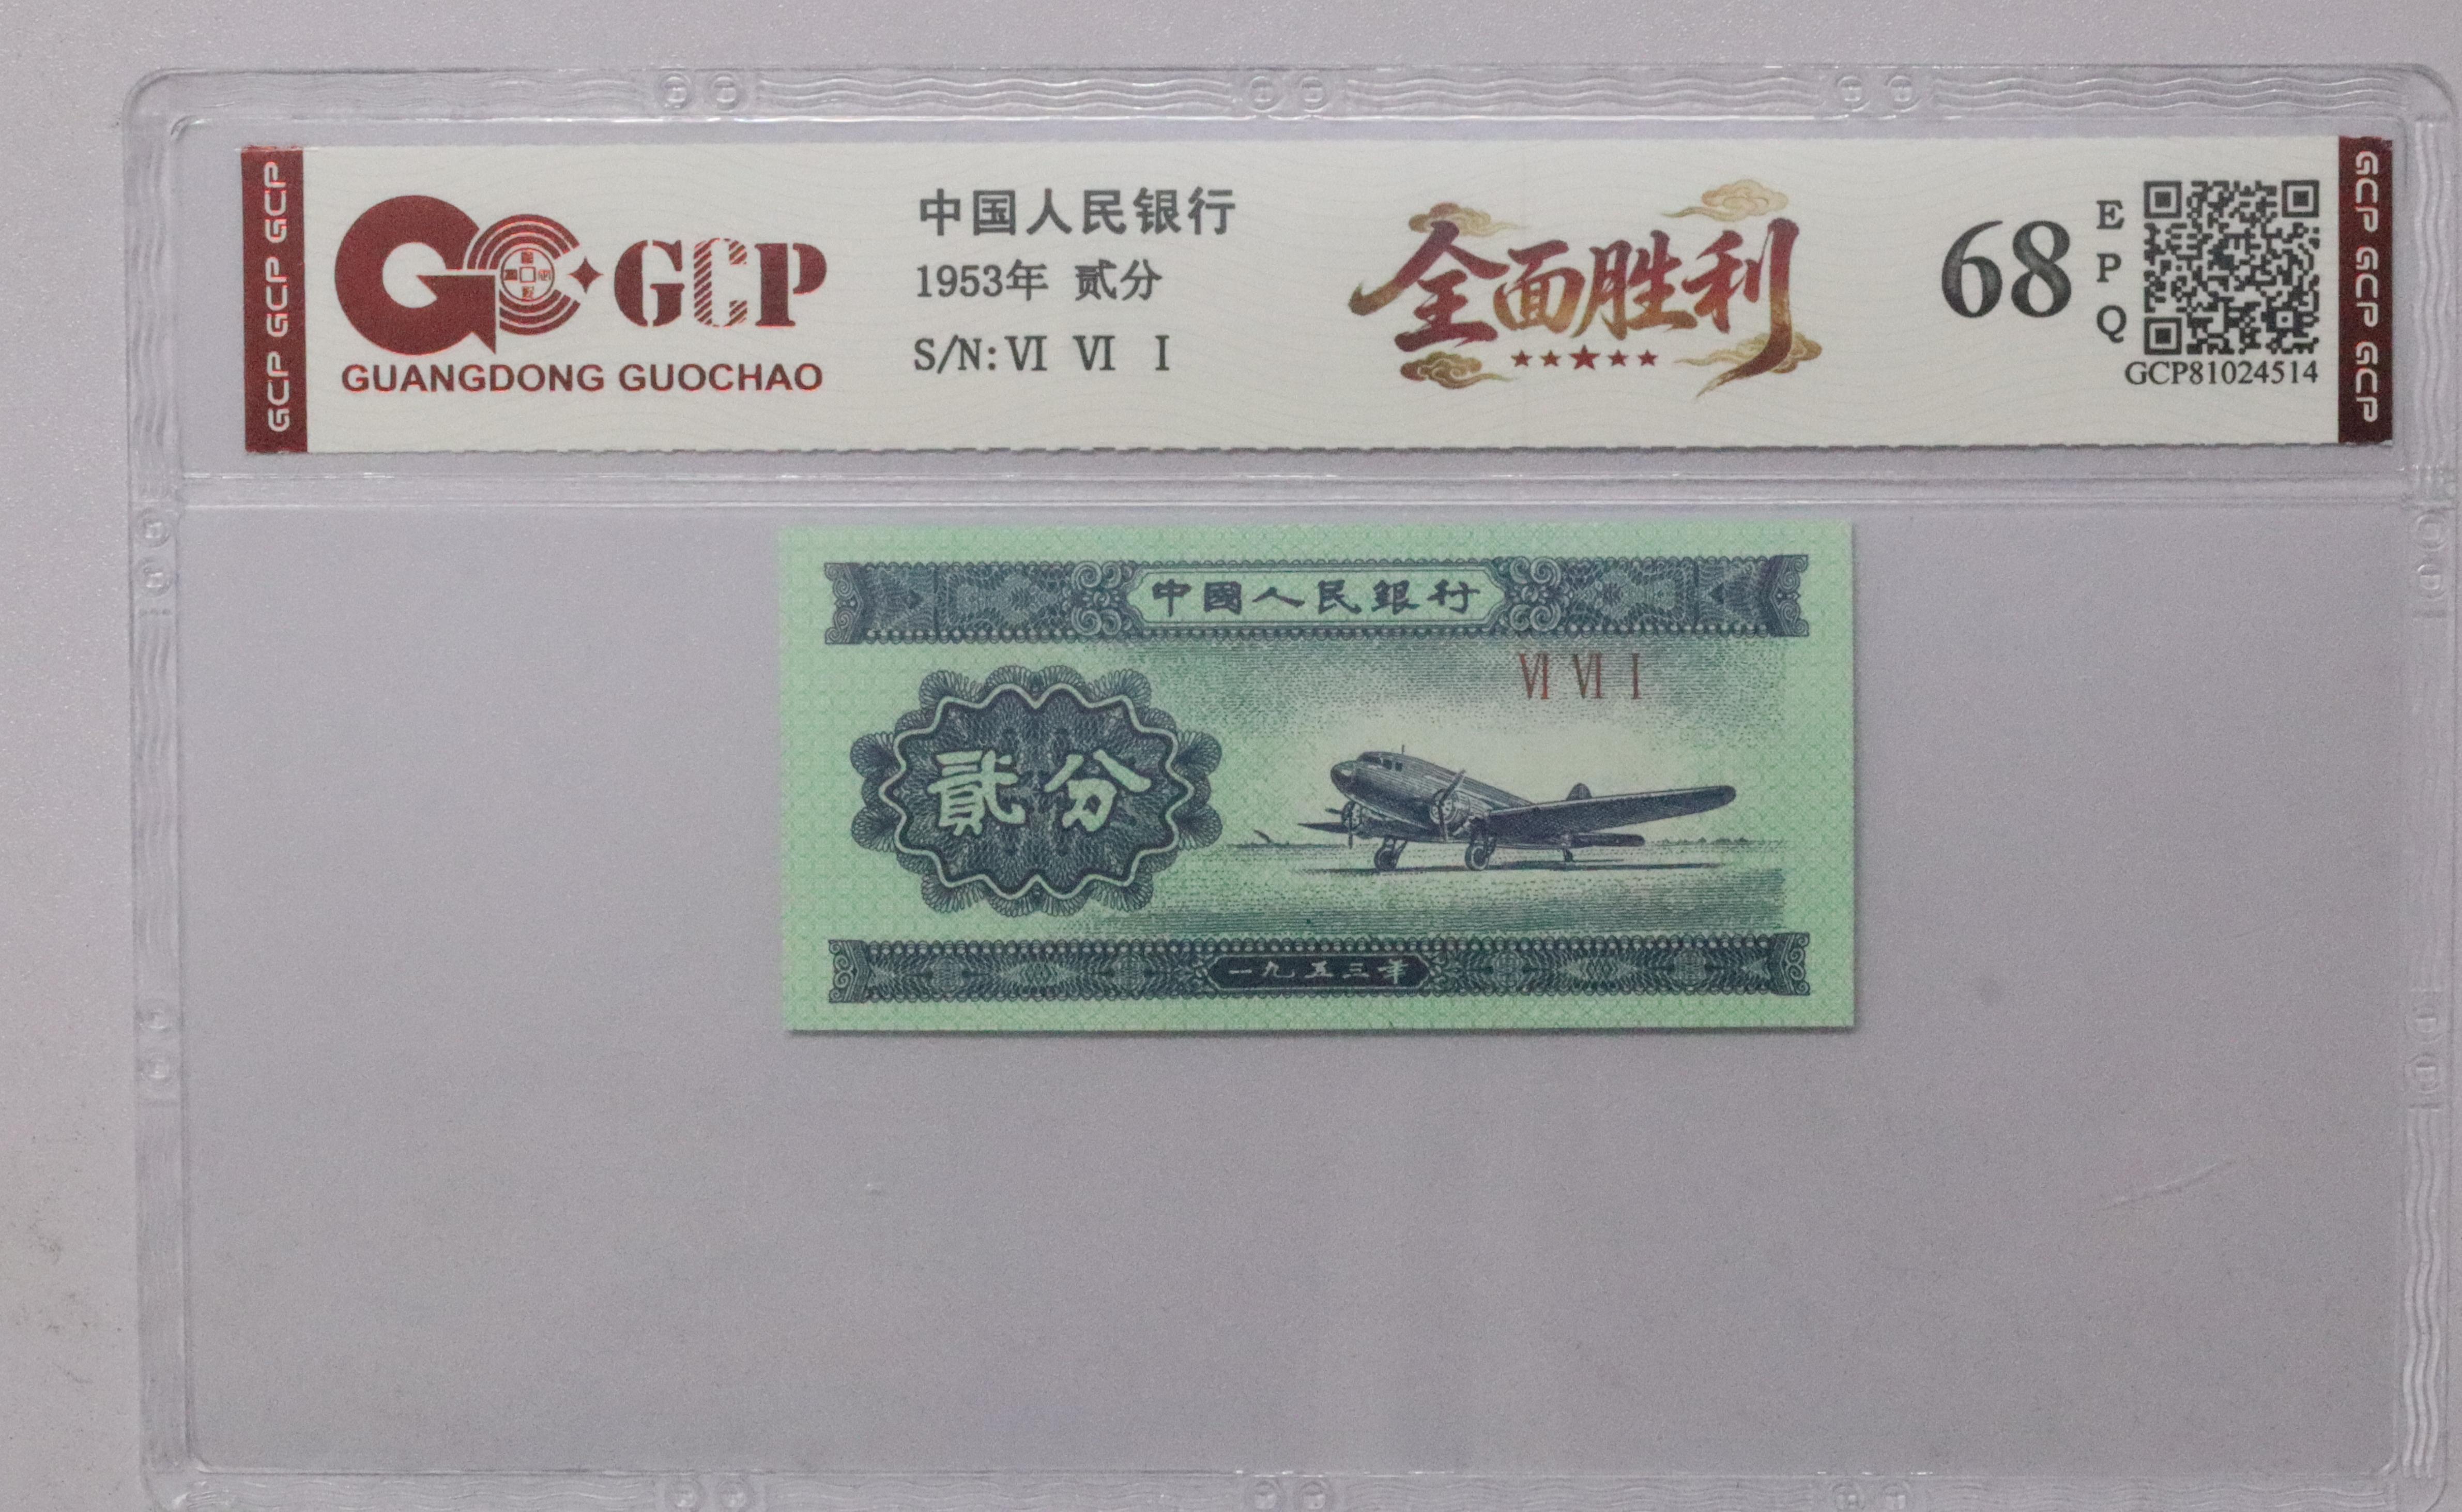 GCP GCP GCP
GCP
GUANGDONG GUOCHAO
中国人民银行
1953年 贰分
S/N: VI VI I
全面胜利
68
E
P
Q
GCP81024514
GCP GCP GCP
中國人民銀行
VI VI I
貳分
一九五三年